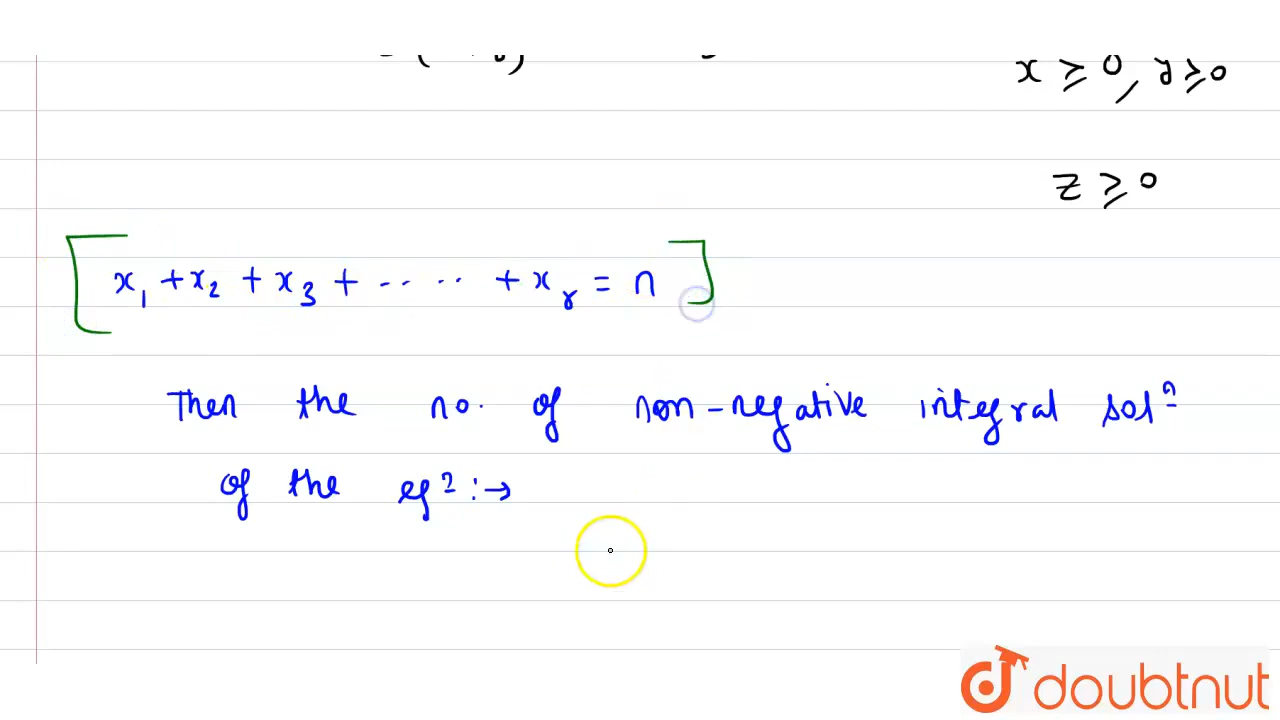 x ≥ 0, y ≥ 0
z ≥ 0
[x₁ + x₂ + x₃ + ...... + xᵣ = n]
Then the no. of non-negative integral solⁿ
of the eqⁿ :→
doubtnut